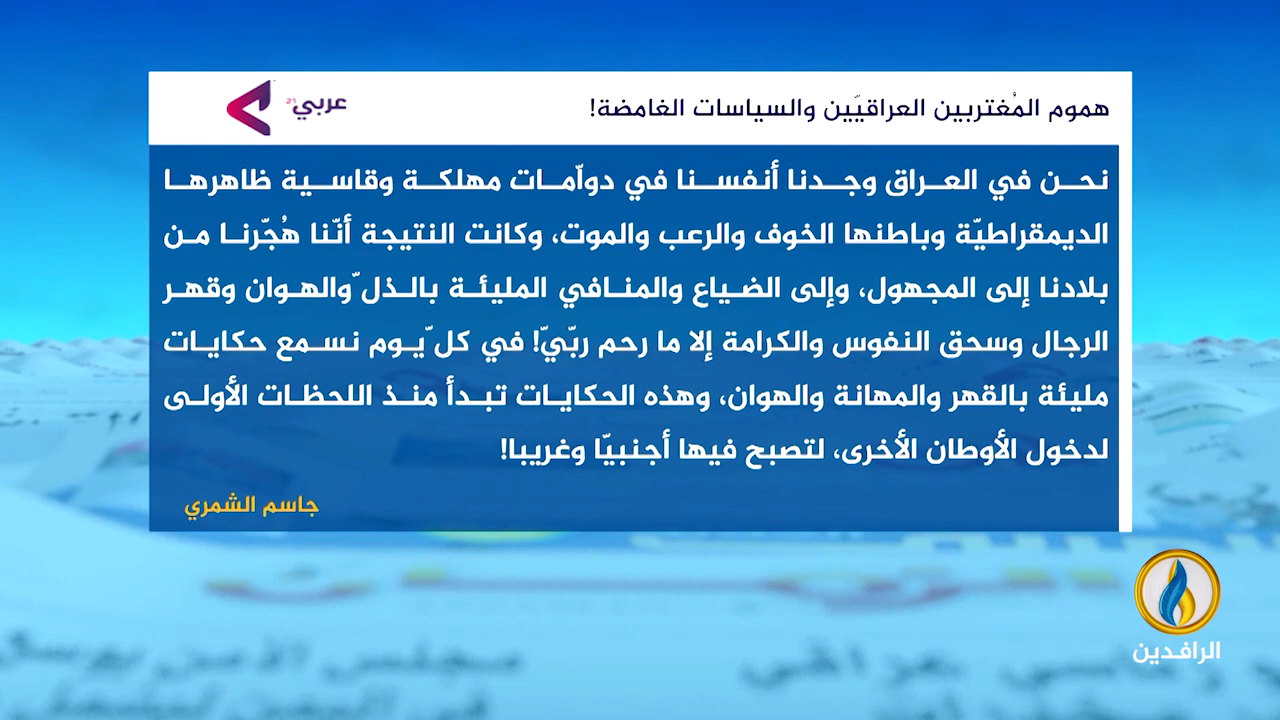 هموم المُغتربين العراقيّين والسياسات الغامضة!
عربي21
نحن في العراق وجدنا أنفسنا في دوّامات مهلكة وقاسية ظاهرها
الديمقراطيّة وباطنها الخوف والرعب والموت، وكانت النتيجة أنّنا هُجّرنا من
بلادنا إلى المجهول، وإلى الضياع والمنافي المليئة بالذلّ والهوان وقهر
الرجال وسحق النفوس والكرامة إلا ما رحم ربّيّ! في كلّ يوم نسمع حكايات
مليئة بالقهر والمهانة والهوان، وهذه الحكايات تبدأ منذ اللحظات الأولى
لدخول الأوطان الأخرى، لتصبح فيها أجنبيّا وغريبا!
جاسم الشمري
الرافدين
مجلس الأمن